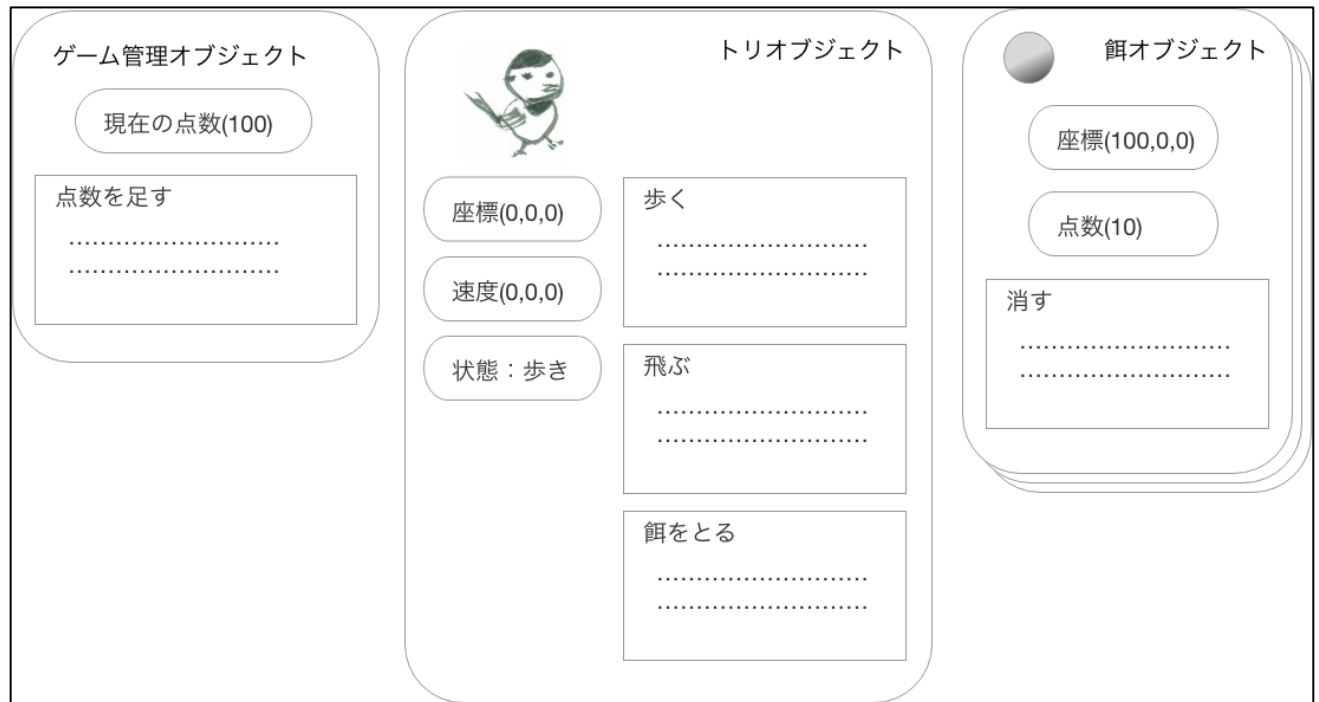 ゲーム管理オブジェクト
現在の点数(100)
点数を足す
………………………
………………………
トリオブジェクト
座標(0,0,0)
速度(0,0,0)
状態：歩き
歩く
………………………
………………………
飛ぶ
………………………
………………………
餌をとる
………………………
………………………
餌オブジェクト
座標(100,0,0)
点数(10)
消す
………………………
………………………